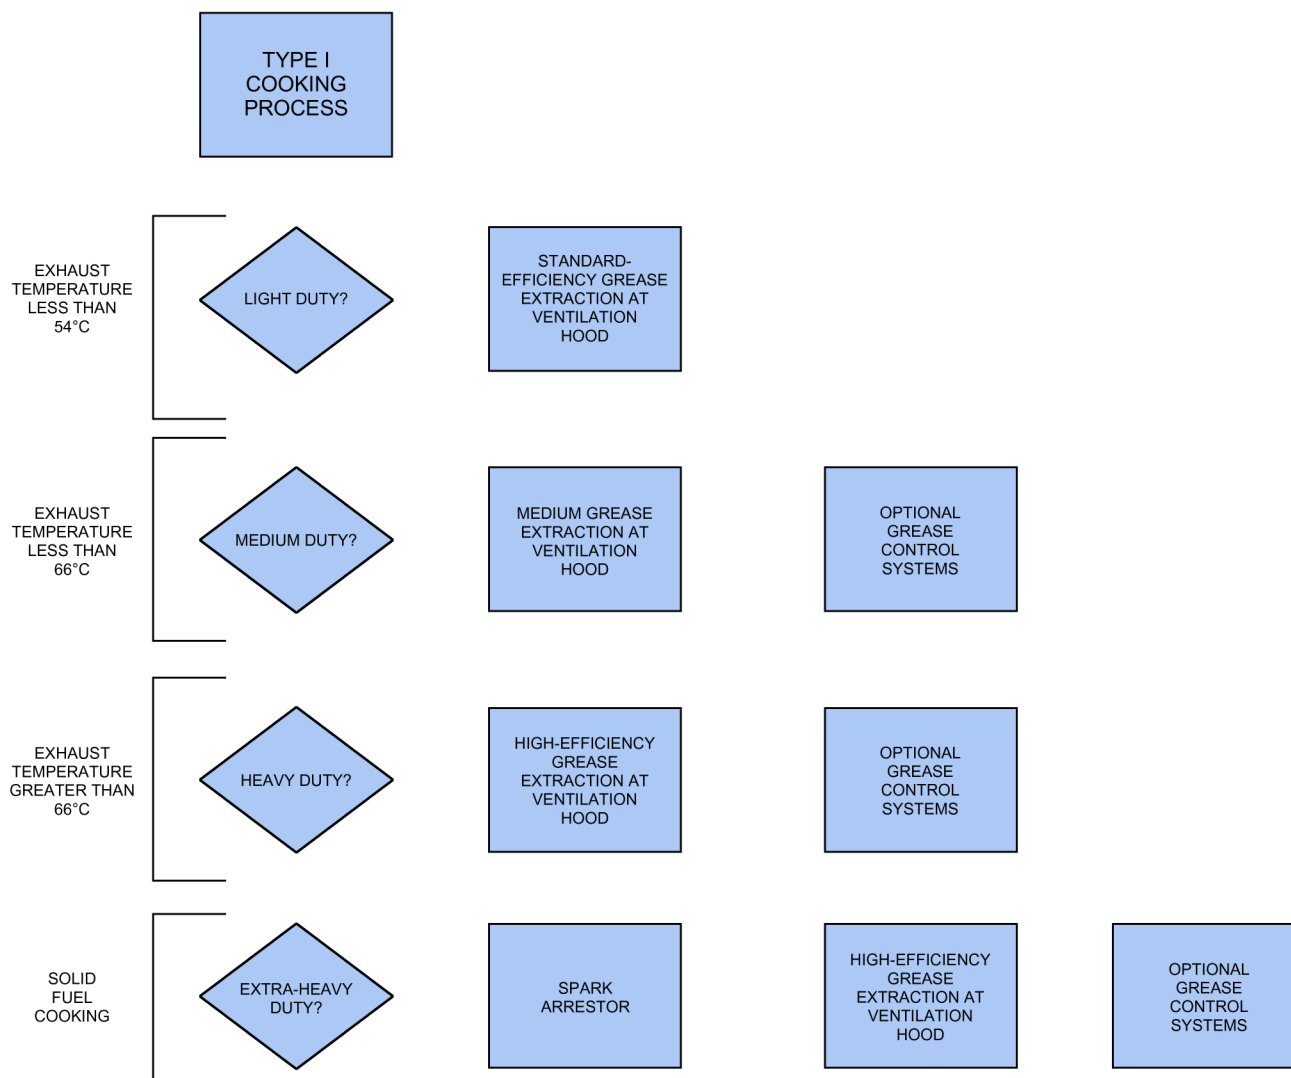 TYPE I
COOKING
PROCESS
EXHAUST
TEMPERATURE
LESS THAN
54°C
LIGHT DUTY?
STANDARD-
EFFICIENCY GREASE
EXTRACTION AT
VENTILATION
HOOD
EXHAUST
TEMPERATURE
LESS THAN
66°C
MEDIUM DUTY?
MEDIUM GREASE
EXTRACTION AT
VENTILATION
HOOD
OPTIONAL
GREASE
CONTROL
SYSTEMS
EXHAUST
TEMPERATURE
GREATER THAN
66°C
HEAVY DUTY?
HIGH-EFFICIENCY
GREASE
EXTRACTION AT
VENTILATION
HOOD
OPTIONAL
GREASE
CONTROL
SYSTEMS
SOLID
FUEL
COOKING
EXTRA-HEAVY
DUTY?
SPARK
ARRESTOR
HIGH-EFFICIENCY
GREASE
EXTRACTION AT
VENTILATION
HOOD
OPTIONAL
GREASE
CONTROL
SYSTEMS